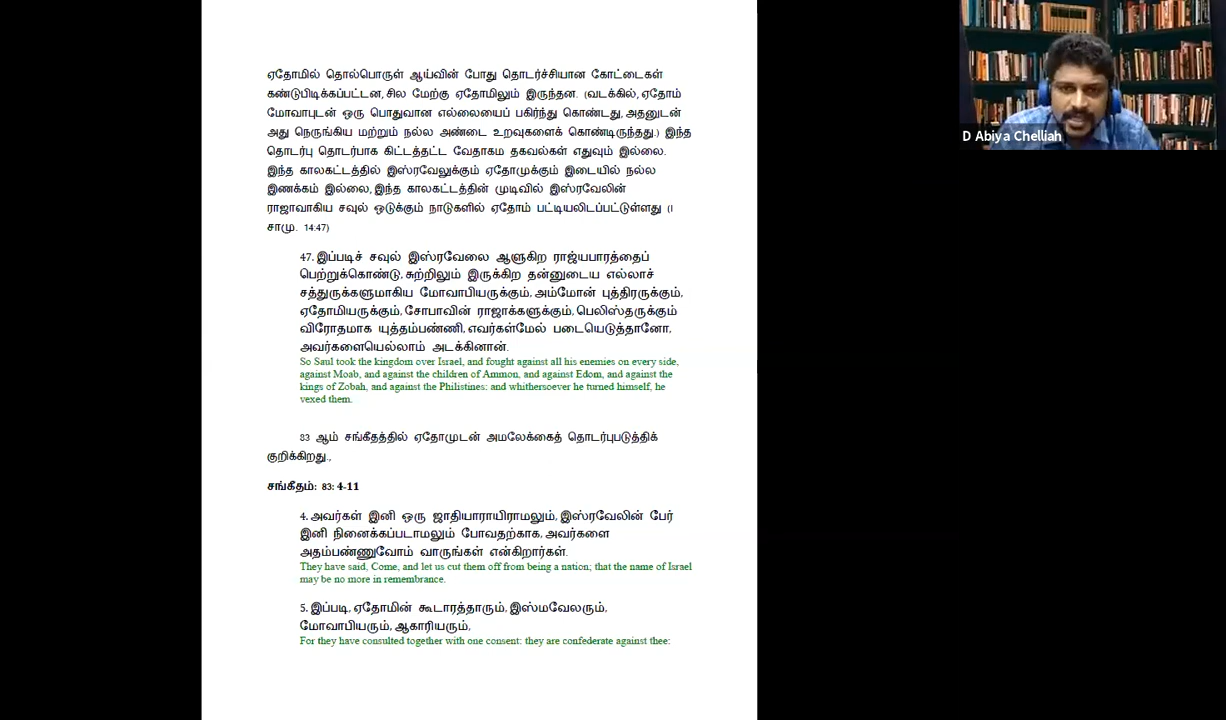 ஏதோமில் தொல்பொருள் ஆய்வின் போது தொடர்ச்சியான கோட்டைகள்
கண்டுபிடிக்கப்பட்டன, சில மேற்கு ஏதோமிலும் இருந்தன. (வடக்கில், ஏதோம்
மோவாபுடன் ஒரு பொதுவான எல்லையைப் பகிர்ந்து கொண்டது, அதனுடன்
அது நெருங்கிய மற்றும் நல்ல அண்டை உறவுகளைக் கொண்டிருந்தது.) இந்த
தொடர்பு தொடர்பாக கிட்டத்தட்ட வேதாகம தகவல்கள் எதுவும் இல்லை.
இந்த காலகட்டத்தில் இஸ்ரவேலுக்கும் ஏதோமுக்கும் இடையில் நல்ல
இணக்கம் இல்லை, இந்த காலகட்டத்தின் முடிவில் இஸ்ரவேலின்
ராஜாவாகிய சவுல் ஒடுக்கும் நாடுகளில் ஏதோம் பட்டியலிடப்பட்டுள்ளது (I
சாமு. 14:47)
47. இப்படிச் சவுல் இஸ்ரவேலை ஆளுகிற ராஜ்யபாரத்தைப்
பெற்றுக்கொண்டு, சுற்றிலும் இருக்கிற தன்னுடைய எல்லாச்
சத்துருக்களுமாகிய மோவாபியருக்கும், அம்மோன் புத்திரருக்கும்,
ஏதோமியருக்கும், சோபாவின் ராஜாக்களுக்கும், பெலிஸ்தருக்கும்
விரோதமாக யுத்தம்பண்ணி, எவர்கள்மேல் படையெடுத்தானோ,
அவர்களையெல்லாம் அடக்கினான்.
So Saul took the kingdom over Israel, and fought against all his enemies on every side,
against Moab, and against the children of Ammon, and against Edom, and against the
kings of Zobah, and against the Philistines: and whithersoever he turned himself, he
vexed them.
83 ஆம் சங்கீதத்தில் ஏதோமுடன் அமலேக்கைத் தொடர்புபடுத்திக்
குறிக்கிறது.,
சங்கீதம்: 83: 4-11
4. அவர்கள் இனி ஒரு ஜாதியாராயிராமலும், இஸ்ரவேலின் பேர்
இனி நினைக்கப்படாமலும் போவதற்காக, அவர்களை
அதம்பண்ணுவோம் வாருங்கள் என்கிறார்கள்.
They have said, Come, and let us cut them off from being a nation; that the name of Israel
may be no more in remembrance.
5. இப்படி, ஏதோமின் கூடாரத்தாரும், இஸ்மவேலரும்,
மோவாபியரும், ஆகாரியரும்,
For they have consulted together with one consent: they are confederate against thee:
D Abiya Chelliah